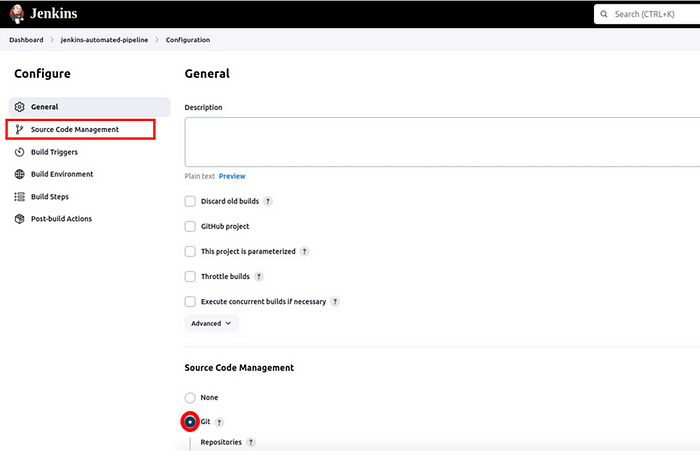 Jenkins
Search (CTRL+K)
Dashboard > jenkins-automated-pipeline > Configuration
Configure
General
Source Code Management
Build Triggers
Build Environment
Build Steps
Post-build Actions
General
Description
Plain text Preview
Discard old builds ?
GitHub project
This project is parameterized ?
Throttle builds ?
Execute concurrent builds if necessary ?
Advanced
Source Code Management
None
Git ?
Repositories ?